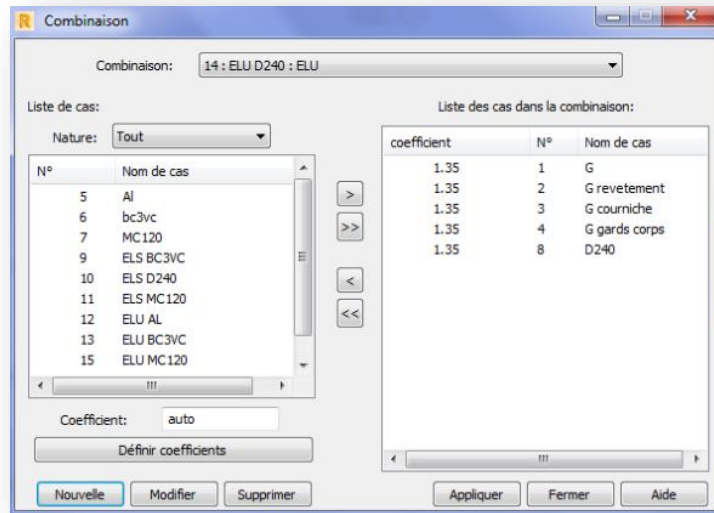 Combinaison
Combinaison: 14 : ELU D240 : ELU
Liste de cas:
Nature: Tout
N° Nom de cas
5 Al
6 bc3vc
7 MC120
9 ELS BC3VC
10 ELS D240
11 ELS MC120
12 ELU AL
13 ELU BC3VC
15 ELU MC120
Coefficient: auto
Définir coefficients
Nouvelle Modifier Supprimer
>
>>
<
<<
Liste des cas dans la combinaison:
coefficient N° Nom de cas
1.35 1 G
1.35 2 G revetement
1.35 3 G courniche
1.35 4 G gards corps
1.35 8 D240
Appliquer Fermer Aide